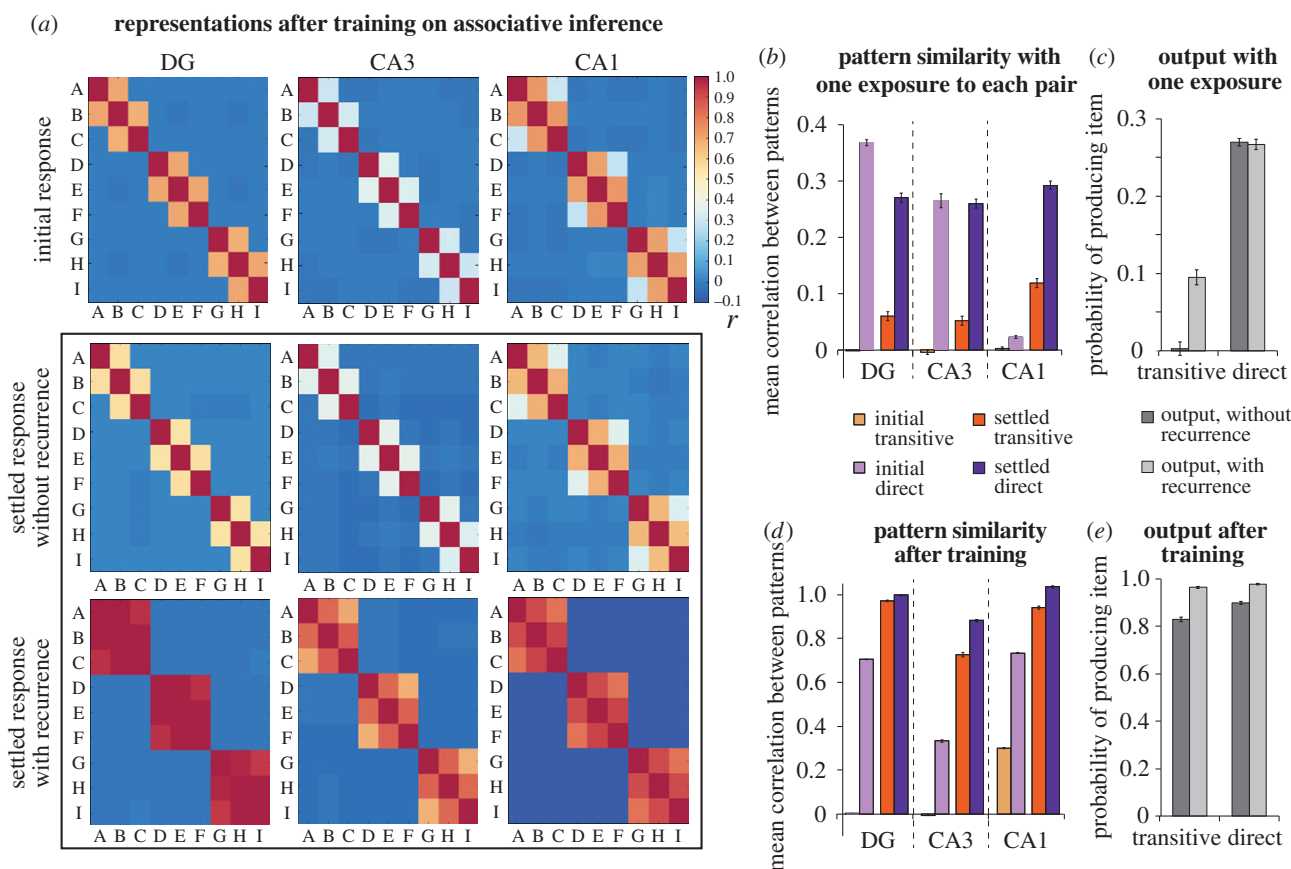 (a) representations after training on associative inference
DG CA3 CA1
initial response
A
B
C
D
E
F
G
H
I
A B C D E F G H I
A
B
C
D
E
F
G
H
I
A B C D E F G H I
A
B
C
D
E
F
G
H
I
A B C D E F G H I
1.0
0.9
0.8
0.7
0.6
0.5
0.4
0.3
0.2
0.1
0
−0.1
r
settled response
without recurrence
A
B
C
D
E
F
G
H
I
A B C D E F G H I
A
B
C
D
E
F
G
H
I
A B C D E F G H I
A
B
C
D
E
F
G
H
I
A B C D E F G H I
settled response
with recurrence
A
B
C
D
E
F
G
H
I
A B C D E F G H I
A
B
C
D
E
F
G
H
I
A B C D E F G H I
A
B
C
D
E
F
G
H
I
A B C D E F G H I
(b) pattern similarity with
one exposure to each pair
mean correlation between patterns
0.4
0.3
0.2
0.1
0
DG CA3 CA1
initial
transitive
settled
transitive
initial
direct
settled
direct
(c) output with
one exposure
probability of producing item
0.3
0.2
0.1
0
transitive direct
output, without
recurrence
output, with
recurrence
(d) pattern similarity
after training
mean correlation between patterns
1.0
0.8
0.6
0.4
0.2
0
DG CA3 CA1
(e) output after
training
probability of producing item
1.0
0.8
0.6
0.4
0.2
0
transitive direct